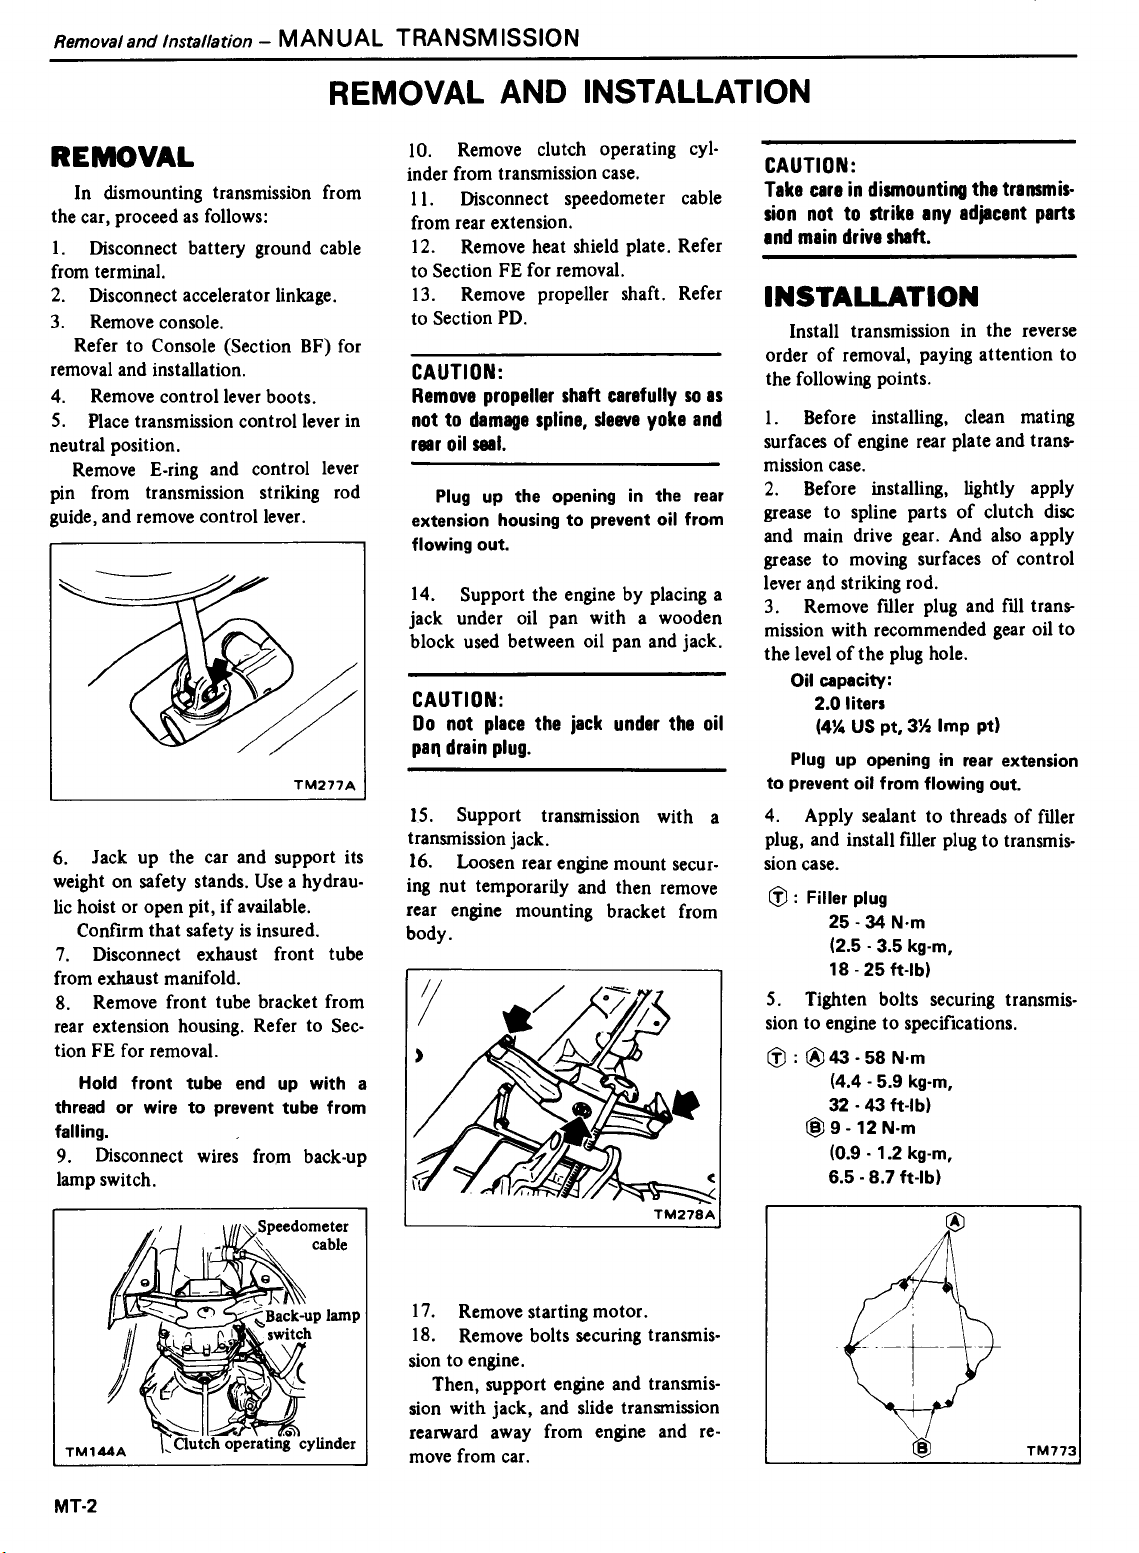 Removal and Installation – MANUAL TRANSMISSION
REMOVAL AND INSTALLATION
REMOVAL
In dismounting transmission from
the car, proceed as follows:
1. Disconnect battery ground cable
from terminal.
2. Disconnect accelerator linkage.
3. Remove console.
Refer to Console (Section BF) for
removal and installation.
4. Remove control lever boots.
5. Place transmission control lever in
neutral position.
Remove E-ring and control lever
pin from transmission striking rod
guide, and remove control lever.
TM277A
6. Jack up the car and support its
weight on safety stands. Use a hydrau-
lic hoist or open pit, if available.
Confirm that safety is insured.
7. Disconnect exhaust front tube
from exhaust manifold.
8. Remove front tube bracket from
rear extension housing. Refer to Sec-
tion FE for removal.
Hold front tube end up with a
thread or wire to prevent tube from
falling.
9. Disconnect wires from back-up
lamp switch.
Speedometer
cable
Back-up lamp
switch
Clutch operating cylinder
TM144A
10. Remove clutch operating cyl-
inder from transmission case.
11. Disconnect speedometer cable
from rear extension.
12. Remove heat shield plate. Refer
to Section FE for removal.
13. Remove propeller shaft. Refer
to Section PD.
CAUTION:
Remove propeller shaft carefully so as
not to damage spline, sleeve yoke and
rear oil seal.
Plug up the opening in the rear
extension housing to prevent oil from
flowing out.
14. Support the engine by placing a
jack under oil pan with a wooden
block used between oil pan and jack.
CAUTION:
Do not place the jack under the oil
pan drain plug.
15. Support transmission with a
transmission jack.
16. Loosen rear engine mount secur-
ing nut temporarily and then remove
rear engine mounting bracket from
body.
TM278A
17. Remove starting motor.
18. Remove bolts securing transmis-
sion to engine.
Then, support engine and transmis-
sion with jack, and slide transmission
rearward away from engine and re-
move from car.
CAUTION:
Take care in dismounting the transmis-
sion not to strike any adjacent parts
and main drive shaft.
INSTALLATION
Install transmission in the reverse
order of removal, paying attention to
the following points.
1. Before installing, clean mating
surfaces of engine rear plate and trans-
mission case.
2. Before installing, lightly apply
grease to spline parts of clutch disc
and main drive gear. And also apply
grease to moving surfaces of control
lever and striking rod.
3. Remove filler plug and fill trans-
mission with recommended gear oil to
the level of the plug hole.
Oil capacity:
2.0 liters
(4¼ US pt, 3½ Imp pt)
Plug up opening in rear extension
to prevent oil from flowing out.
4. Apply sealant to threads of filler
plug, and install filler plug to transmis-
sion case.
Ⓣ : Filler plug
25 - 34 N·m
(2.5 - 3.5 kg-m,
18 - 25 ft-lb)
5. Tighten bolts securing transmis-
sion to engine to specifications.
Ⓣ : Ⓐ 43 - 58 N·m
(4.4 - 5.9 kg-m,
32 - 43 ft-lb)
Ⓑ 9 - 12 N·m
(0.9 - 1.2 kg-m,
6.5 - 8.7 ft-lb)
Ⓐ
Ⓑ
TM773
MT-2